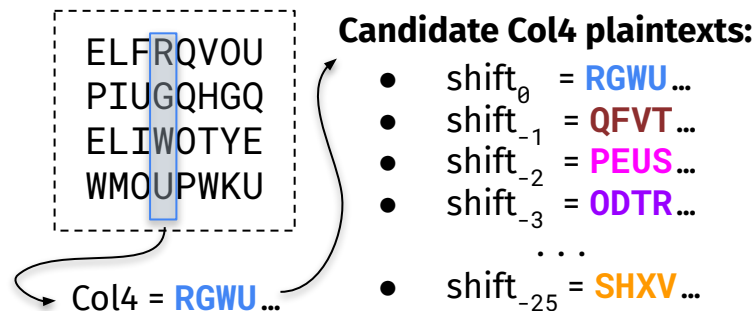 ELFRQVOU
PIUGQHGQ
ELIWOTYE
WMOUPWKU
Col4 = RGWU…
Candidate Col4 plaintexts:
● shift₀ = RGWU…
● shift₋₁ = QFVT…
● shift₋₂ = PEUS…
● shift₋₃ = ODTR…
...
● shift₋₂₅ = SHXV…